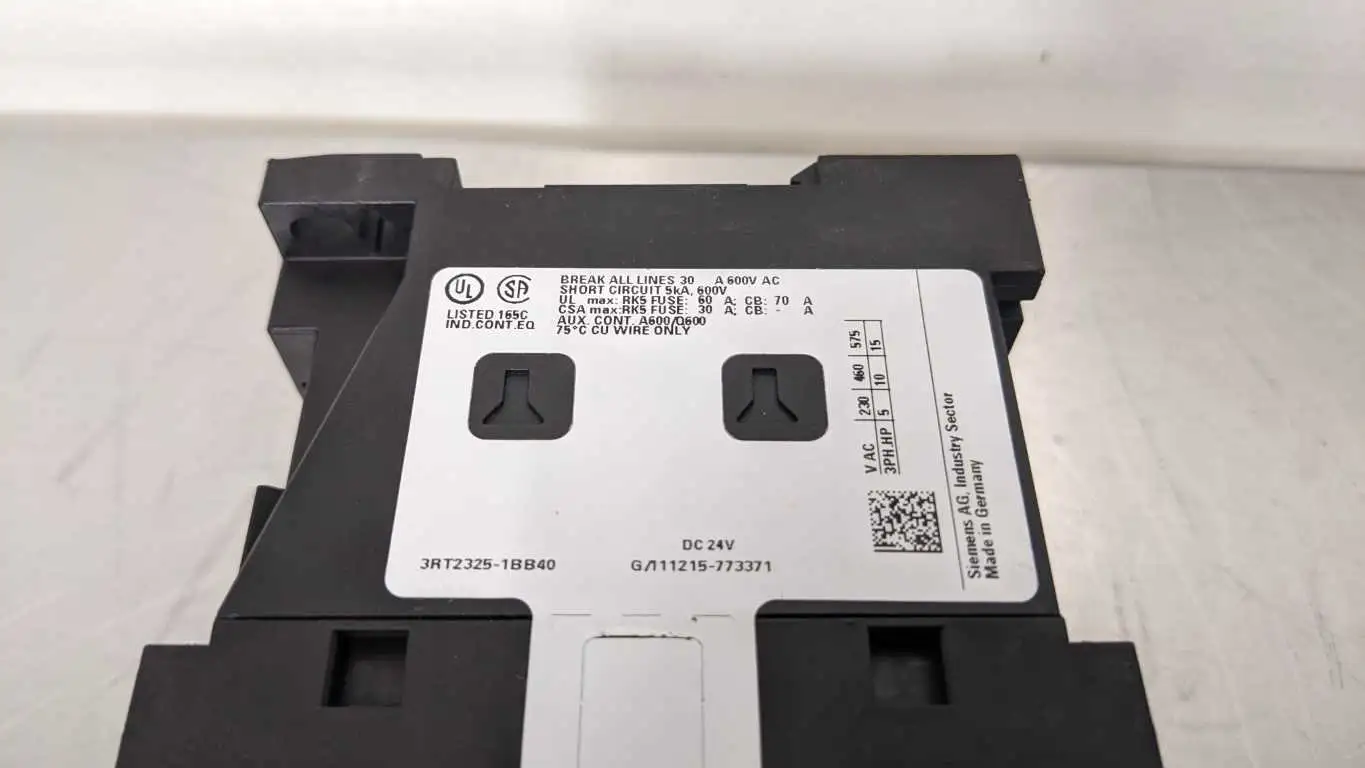 UL SA BREAK ALL LINES 30 A 600V AC
SHORT CIRCUIT 5kA, 600V
UL max: RK5 FUSE: 60 A; CB: 70 A
CSA max: RK5 FUSE: 30 A; CB: - A
AUX. CONT. A600/Q600
75°C CU WIRE ONLY
LISTED 165C
IND.CONT.EQ
V AC 230 460 575
3PH.HP 5 10 15
Siemens AG, Industry Sector
Made in Germany
DC 24V
3RT2325-1BB40 G/111215-773371